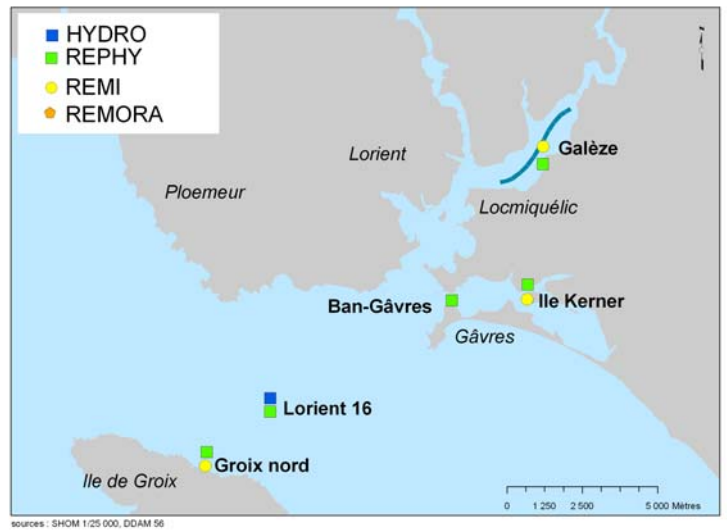 HYDRO
REPHY
REMI
REMORA
N
Lorient
Galèze
Ploemeur
Locmiquélic
Ban-Gâvres
Ile Kerner
Gâvres
Lorient 16
Groix nord
Ile de Groix
0 1 250 2 500 5 000 Mètres
sources : SHOM 1/25 000, DDAM 56